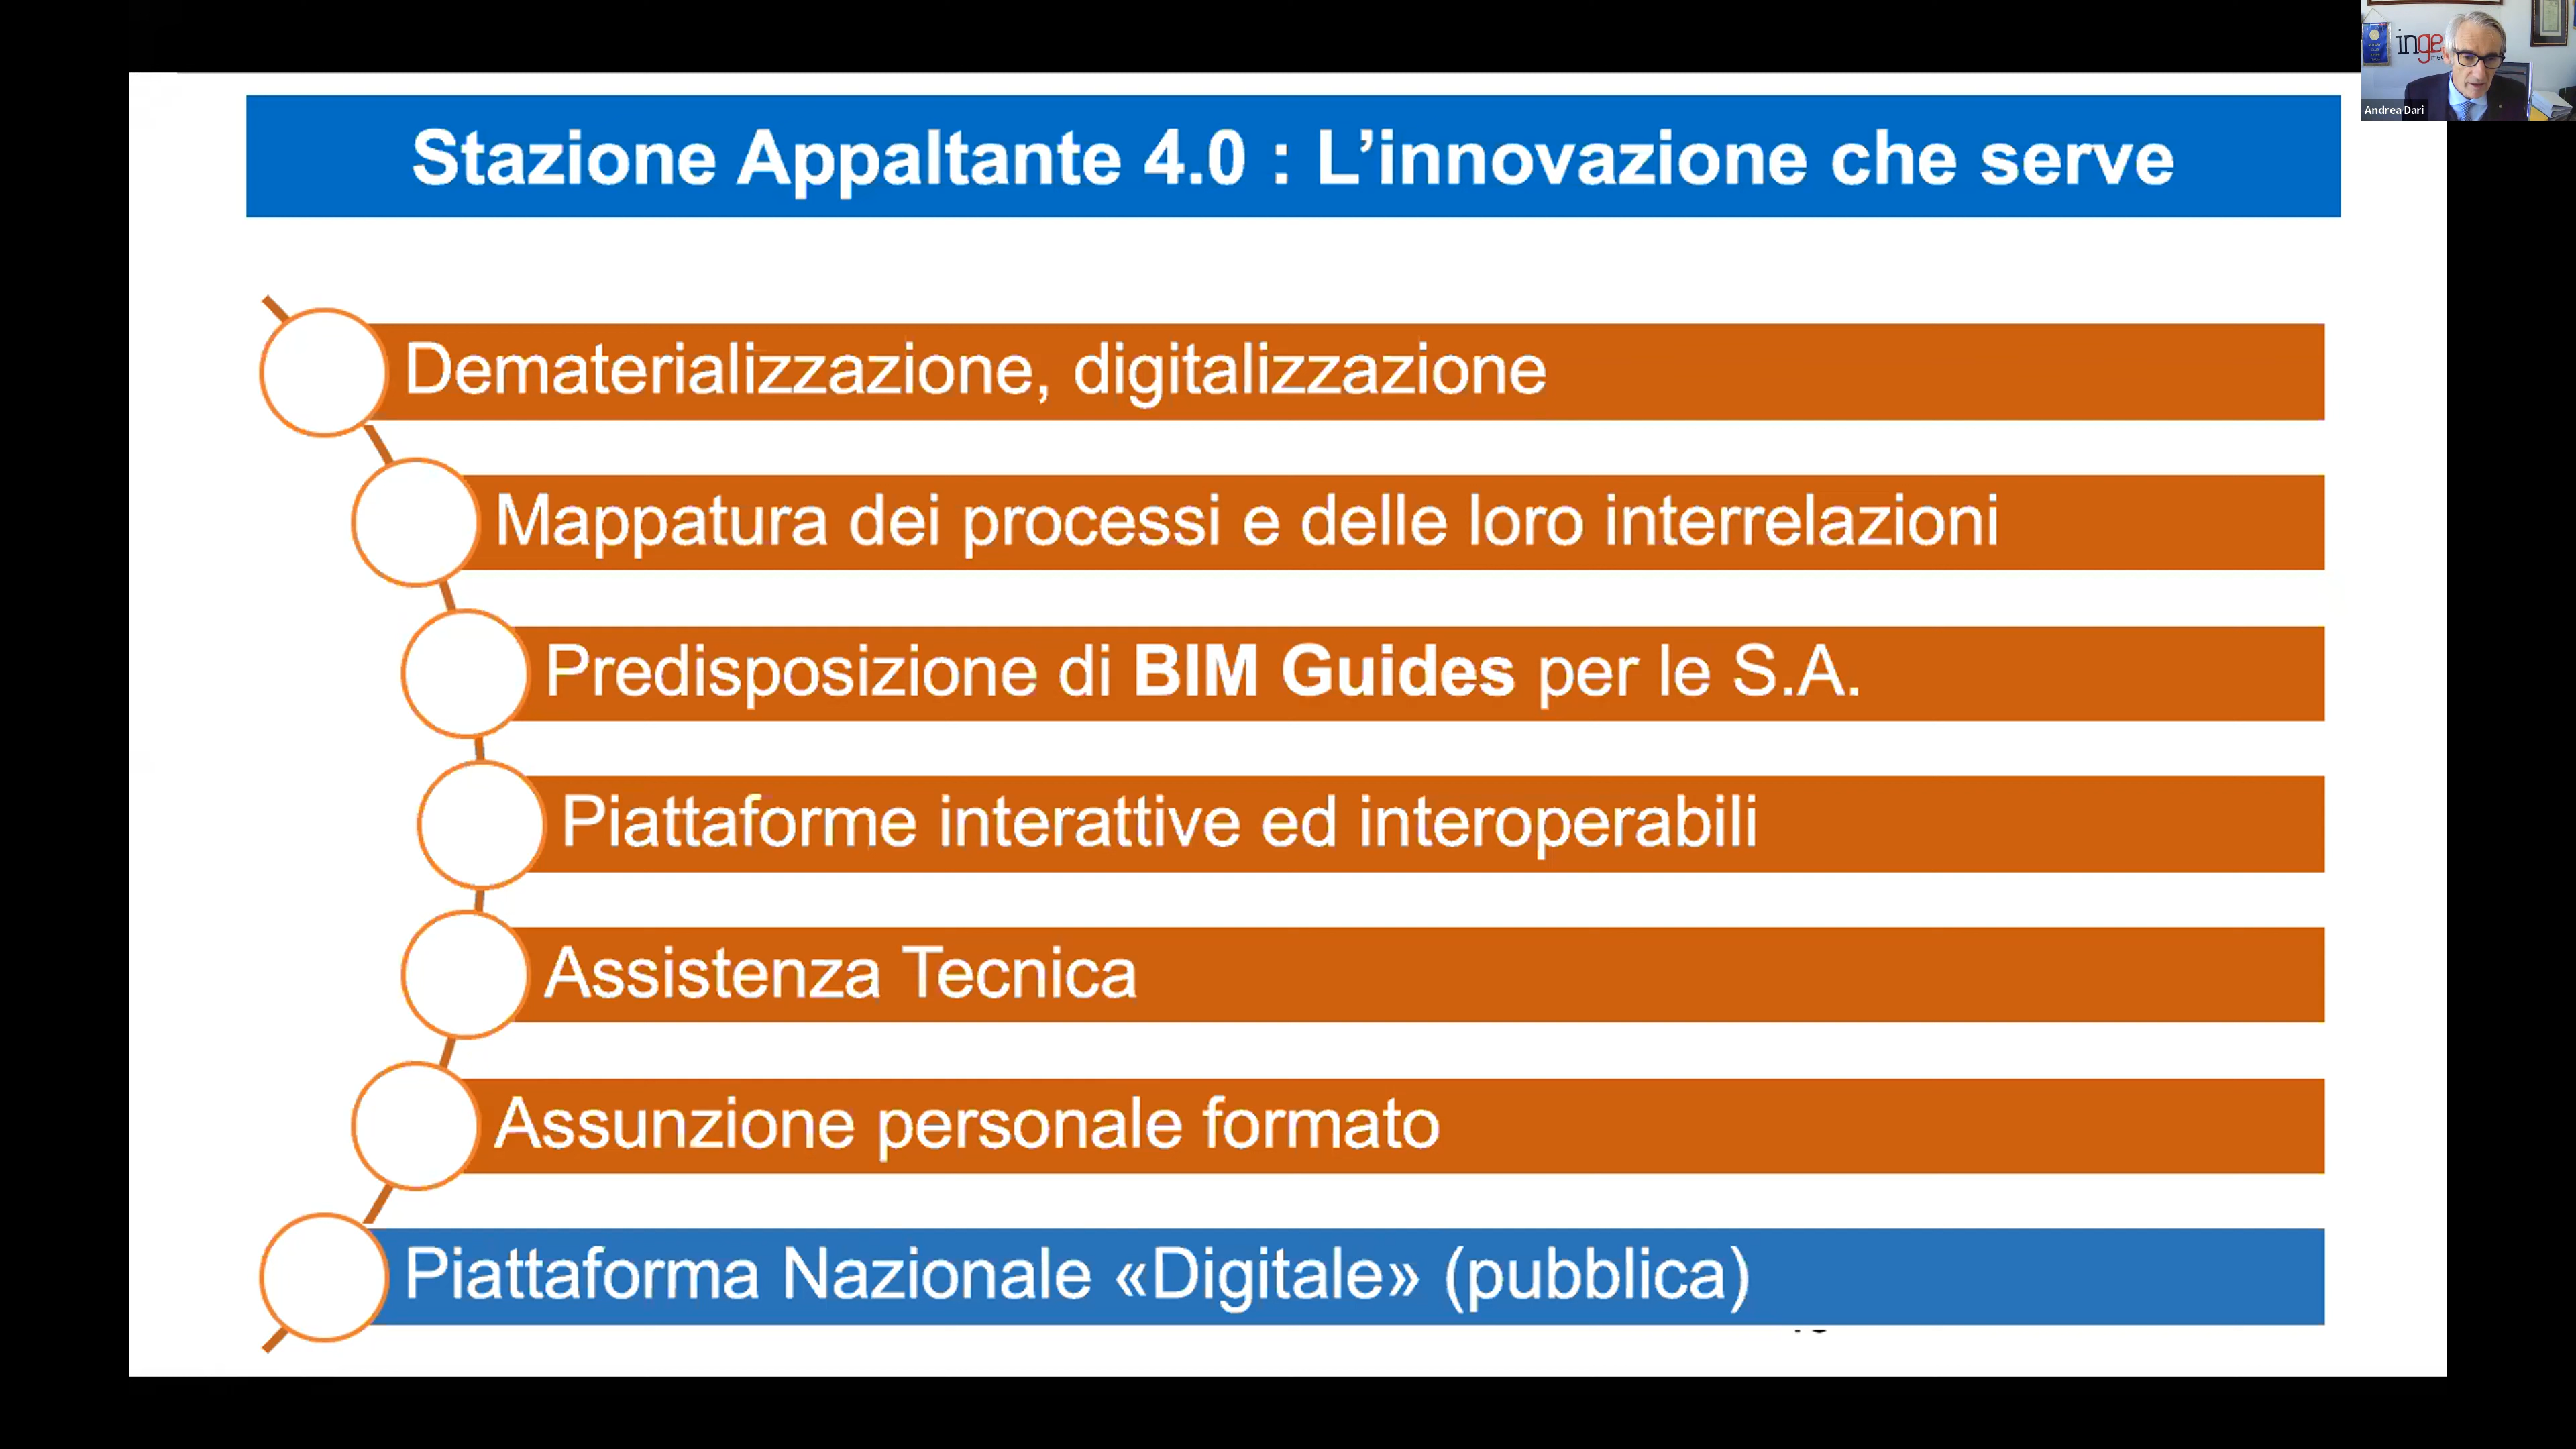 Stazione Appaltante 4.0 : L’innovazione che serve
Dematerializzazione, digitalizzazione
Mappatura dei processi e delle loro interrelazioni
Predisposizione di BIM Guides per le S.A.
Piattaforme interattive ed interoperabili
Assistenza Tecnica
Assunzione personale formato
Piattaforma Nazionale «Digitale» (pubblica)
Andrea Dari